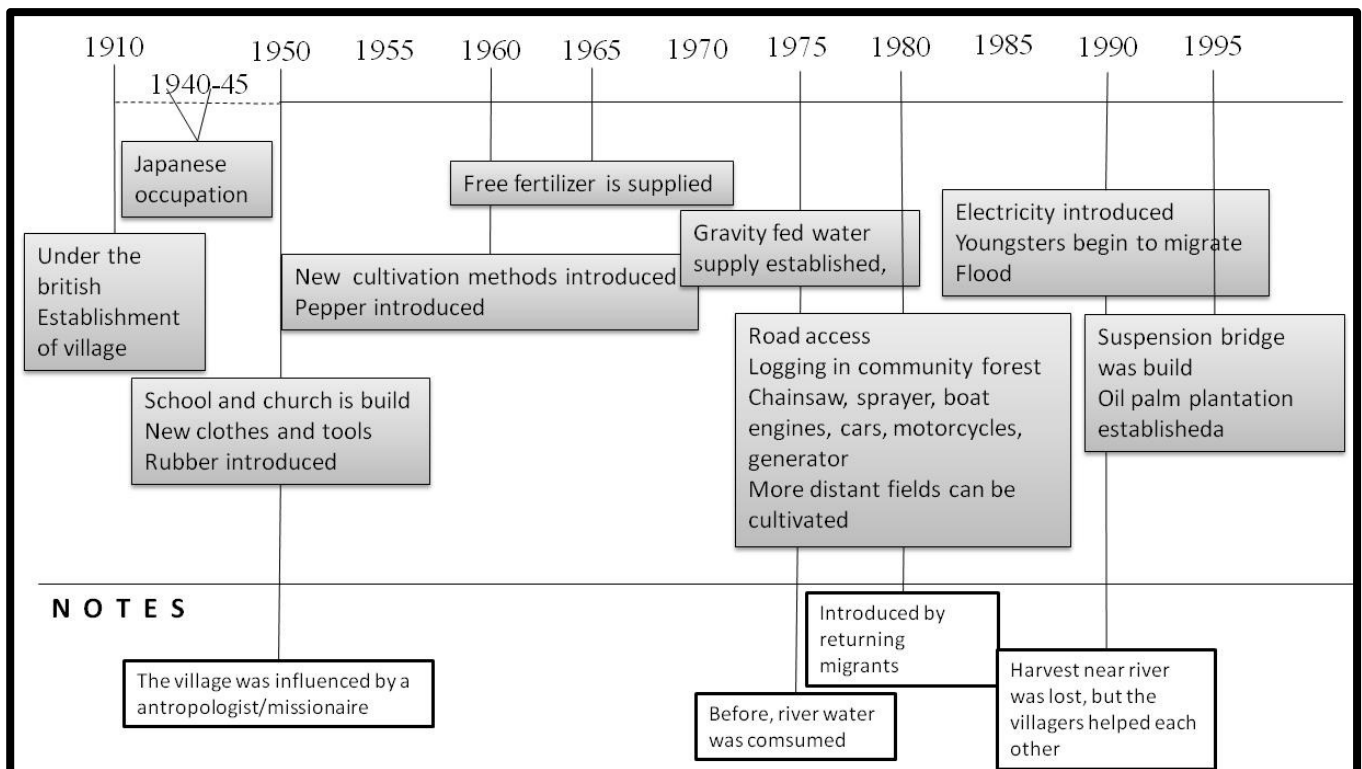 1910
1940-45
1950
1955
1960
1965
1970
1975
1980
1985
1990
1995
Japanese
occupation
Under the
british
Establishment
of village
School and church is build
New clothes and tools
Rubber introduced
Free fertilizer is supplied
New cultivation methods introduced
Pepper introduced
Gravity fed water
supply established,
Road access
Logging in community forest
Chainsaw, sprayer, boat
engines, cars, motorcycles,
generator
More distant fields can be
cultivated
Electricity introduced
Youngsters begin to migrate
Flood
Suspension bridge
was build
Oil palm plantation
establisheda
NOTES
The village was influenced by a
antropologist/missionaire
Before, river water
was comsumed
Introduced by
returning
migrants
Harvest near river
was lost, but the
villagers helped each
other